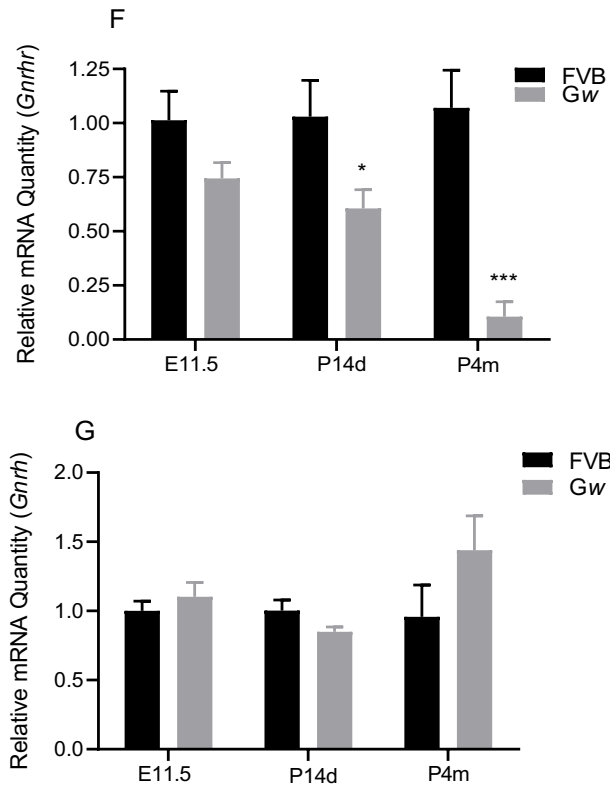 F
Relative mRNA Quantity (Gnrhr)
1.25
1.00
0.75
0.50
0.25
0.00
*
***
E11.5 P14d P4m
FVB
Gw
G
Relative mRNA Quantity (Gnrh)
2.0
1.5
1.0
0.5
0.0
E11.5 P14d P4m
FVB
Gw